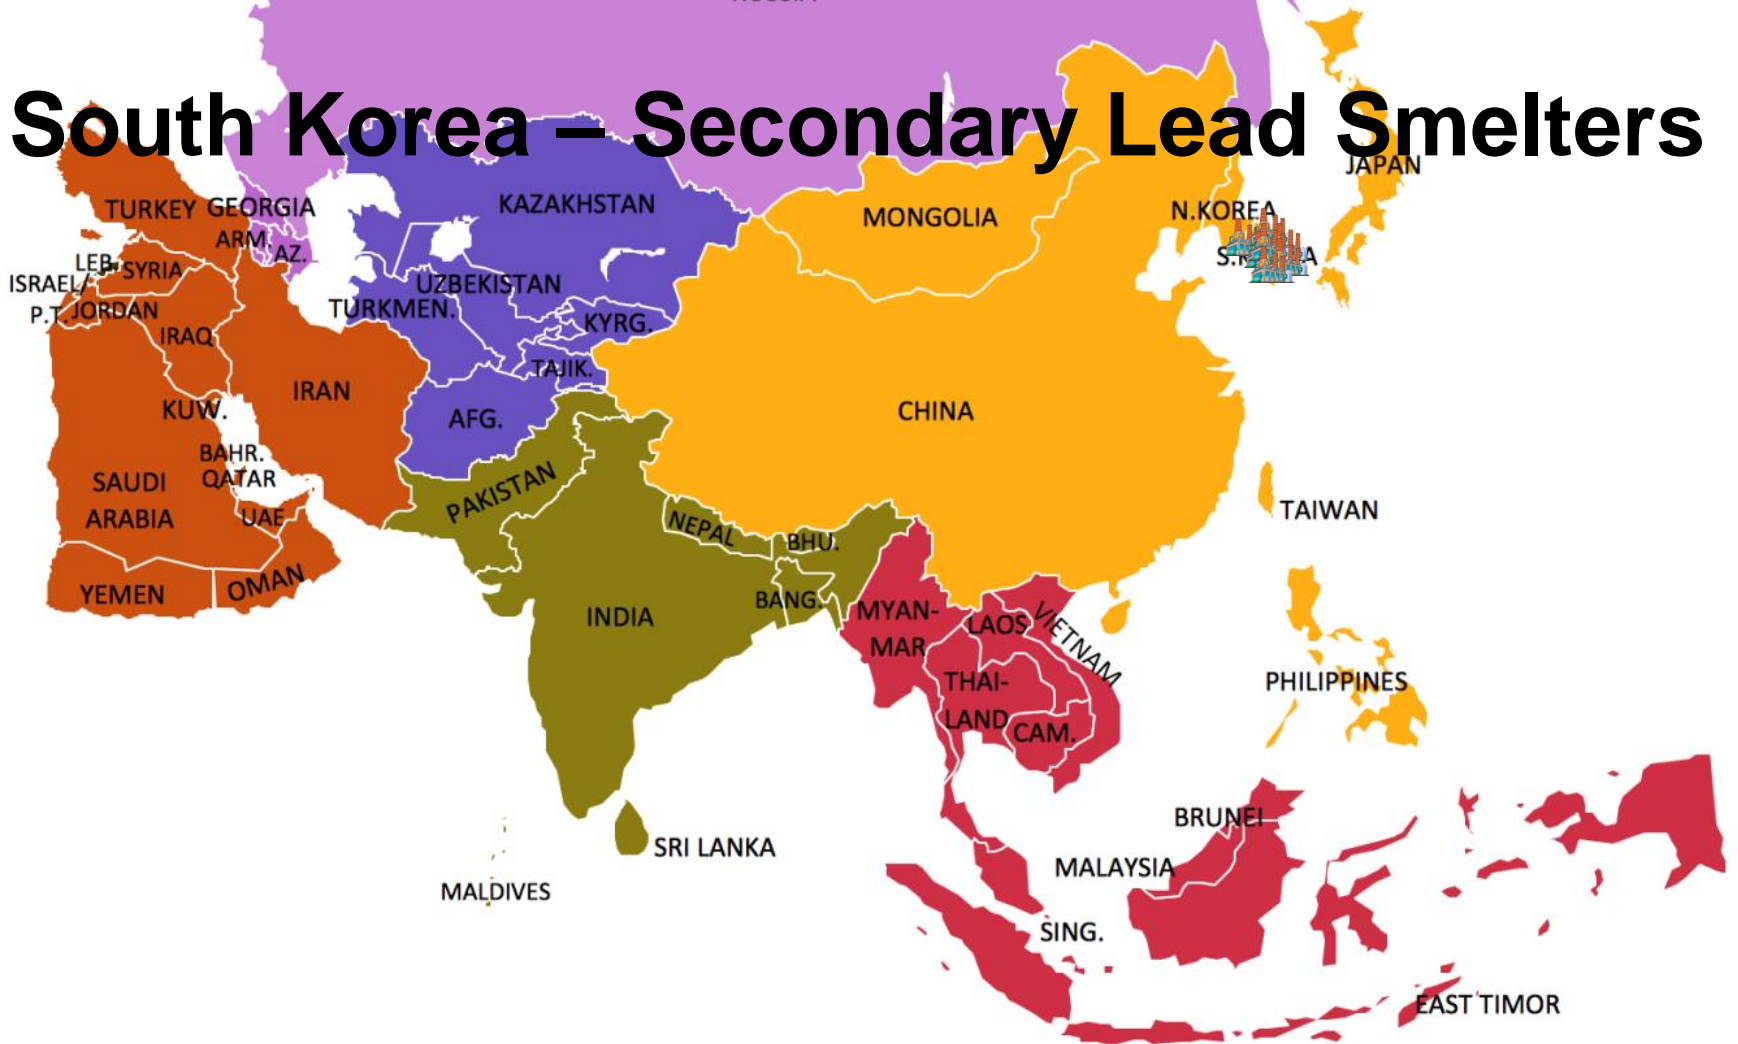 South Korea – Secondary Lead Smelters
JAPAN
KAZAKHSTAN
TURKEY
GEORGIA
MONGOLIA
N.KOREA
ARM.
AZ.
LEB.
SYRIA
ISRAEL/
P.T.
JORDAN
UZBEKISTAN
TURKMEN.
KYRG.
IRAQ
TAJIK.
IRAN
KUW.
AFG.
CHINA
BAHR.
QATAR
SAUDI
ARABIA
UAE
PAKISTAN
TAIWAN
NEPAL
BHU.
YEMEN
OMAN
INDIA
BANG.
MYAN-
MAR
LAOS
VIETNAM
THAI-
LAND
CAM.
PHILIPPINES
BRUNEI
SRI LANKA
MALAYSIA
MALDIVES
SING.
EAST TIMOR